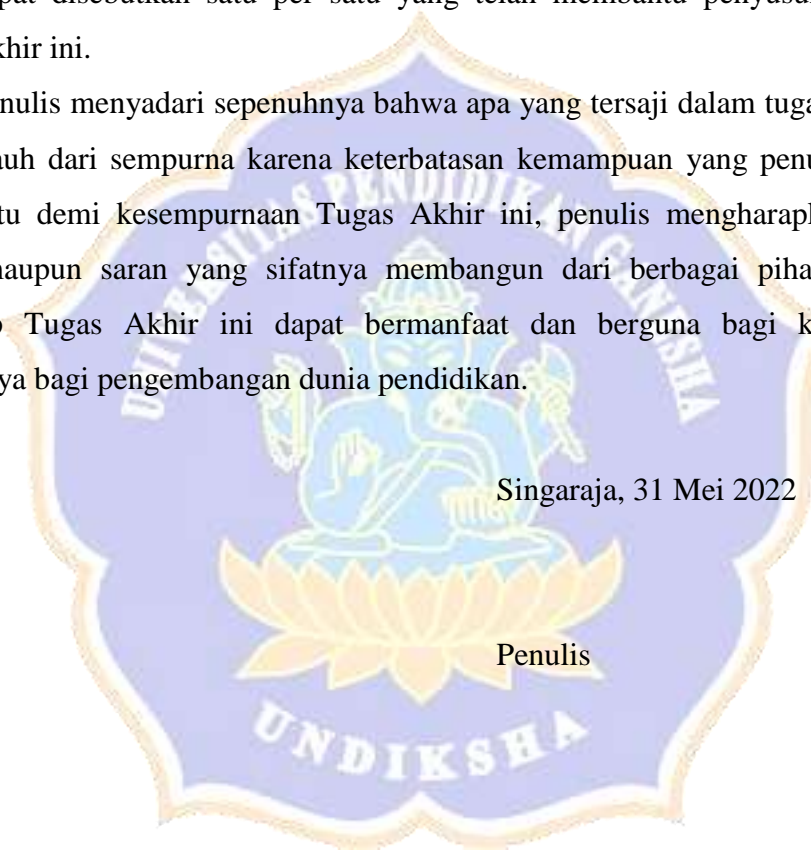 pat disebutkan satu per satu yang telah membantu penyusun
khir ini.
nulis menyadari sepenuhnya bahwa apa yang tersaji dalam tuga
uh dari sempurna karena keterbatasan kemampuan yang penu
tu demi kesempurnaan Tugas Akhir ini, penulis mengharapk
naupun saran yang sifatnya membangun dari berbagai piha
Tugas Akhir ini dapat bermanfaat dan berguna bagi k
ya bagi pengembangan dunia pendidikan.
UNIVERSITAS PENDIDIKAN GANESHA
Singaraja, 31 Mei 2022
Penulis
UNDIKSHA